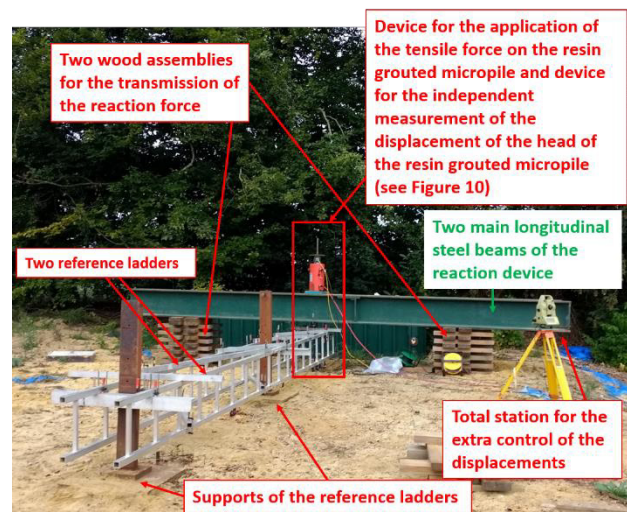 Two wood assemblies
for the transmission of
the reaction force
Device for the application of
the tensile force on the resin
grouted micropile and device
for the independent
measurement of the
displacement of the head of
the resin grouted micropile
(see Figure 10)
Two main longitudinal
steel beams of the
reaction device
Two reference ladders
Total station for the
extra control of the
displacements
Supports of the reference ladders